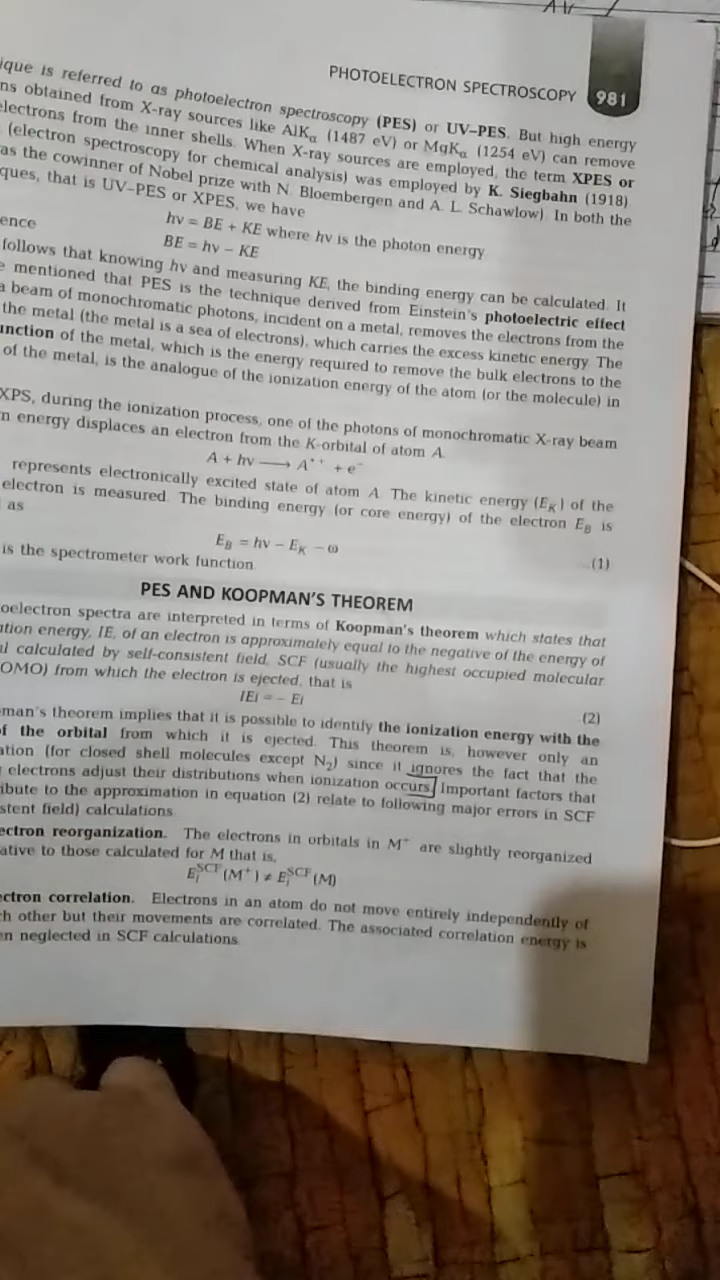 PHOTOELECTRON SPECTROSCOPY 981
ique is referred to as photoelectron spectroscopy (PES) or UV–PES. But high energy
ns obtained from X-ray sources like AlKα (1487 eV) or MgKα (1254 eV) can remove
electrons from the inner shells. When X-ray sources are employed, the term XPES or
(electron spectroscopy for chemical analysis) was employed by K. Siegbahn (1918)
as the cowinner of Nobel prize with N. Bloembergen and A. L. Schawlow). In both the
ques, that is UV–PES or XPES, we have
hν = BE + KE where hν is the photon energy
ence
BE = hν – KE
follows that knowing hν and measuring KE, the binding energy can be calculated. It
e mentioned that PES is the technique derived from Einstein's photoelectric effect
a beam of monochromatic photons, incident on a metal, removes the electrons from the
the metal (the metal is a sea of electrons), which carries the excess kinetic energy. The
unction of the metal, which is the energy required to remove the bulk electrons to the
of the metal, is the analogue of the ionization energy of the atom (or the molecule) in
XPS, during the ionization process, one of the photons of monochromatic X-ray beam
n energy displaces an electron from the K-orbital of atom A.
A + hν ⟶ A*+ + e⁻
represents electronically excited state of atom A. The kinetic energy (E_K) of the
electron is measured. The binding energy (or core energy) of the electron E_B is
as
E_B = hν – E_K – ω ...(1)
is the spectrometer work function.
PES AND KOOPMAN'S THEOREM
oelectron spectra are interpreted in terms of Koopman's theorem which states that
ation energy, IE, of an electron is approximately equal to the negative of the energy of
al calculated by self-consistent field, SCF (usually the highest occupied molecular
OMO) from which the electron is ejected, that is
IEi = – Ei ...(2)
man's theorem implies that it is possible to identify the ionization energy with the
of the orbital from which it is ejected. This theorem is, however only an
ation (for closed shell molecules except N₂) since it ignores the fact that the
electrons adjust their distributions when ionization occurs. Important factors that
ibute to the approximation in equation (2) relate to following major errors in SCF
stent field) calculations.
ectron reorganization. The electrons in orbitals in M⁺ are slightly reorganized
ative to those calculated for M that is,
E_i^SCF (M⁺) ≠ E_i^SCF (M)
ectron correlation. Electrons in an atom do not move entirely independently of
ch other but their movements are correlated. The associated correlation energy is
en neglected in SCF calculations.